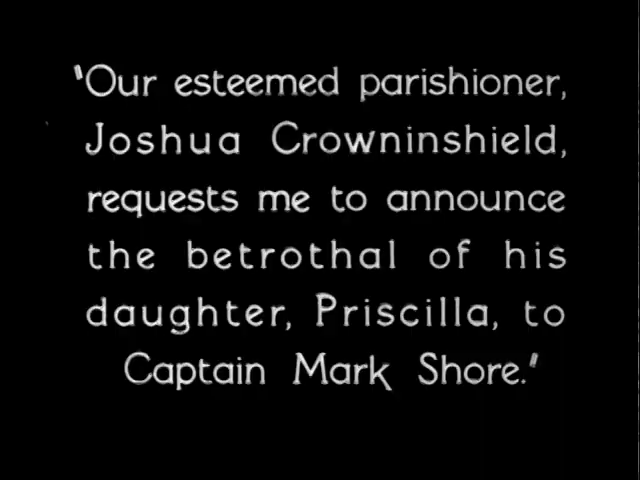 'Our esteemed parishioner,
Joshua Crowninshield,
requests me to announce
the betrothal of his
daughter, Priscilla, to
Captain Mark Shore.'